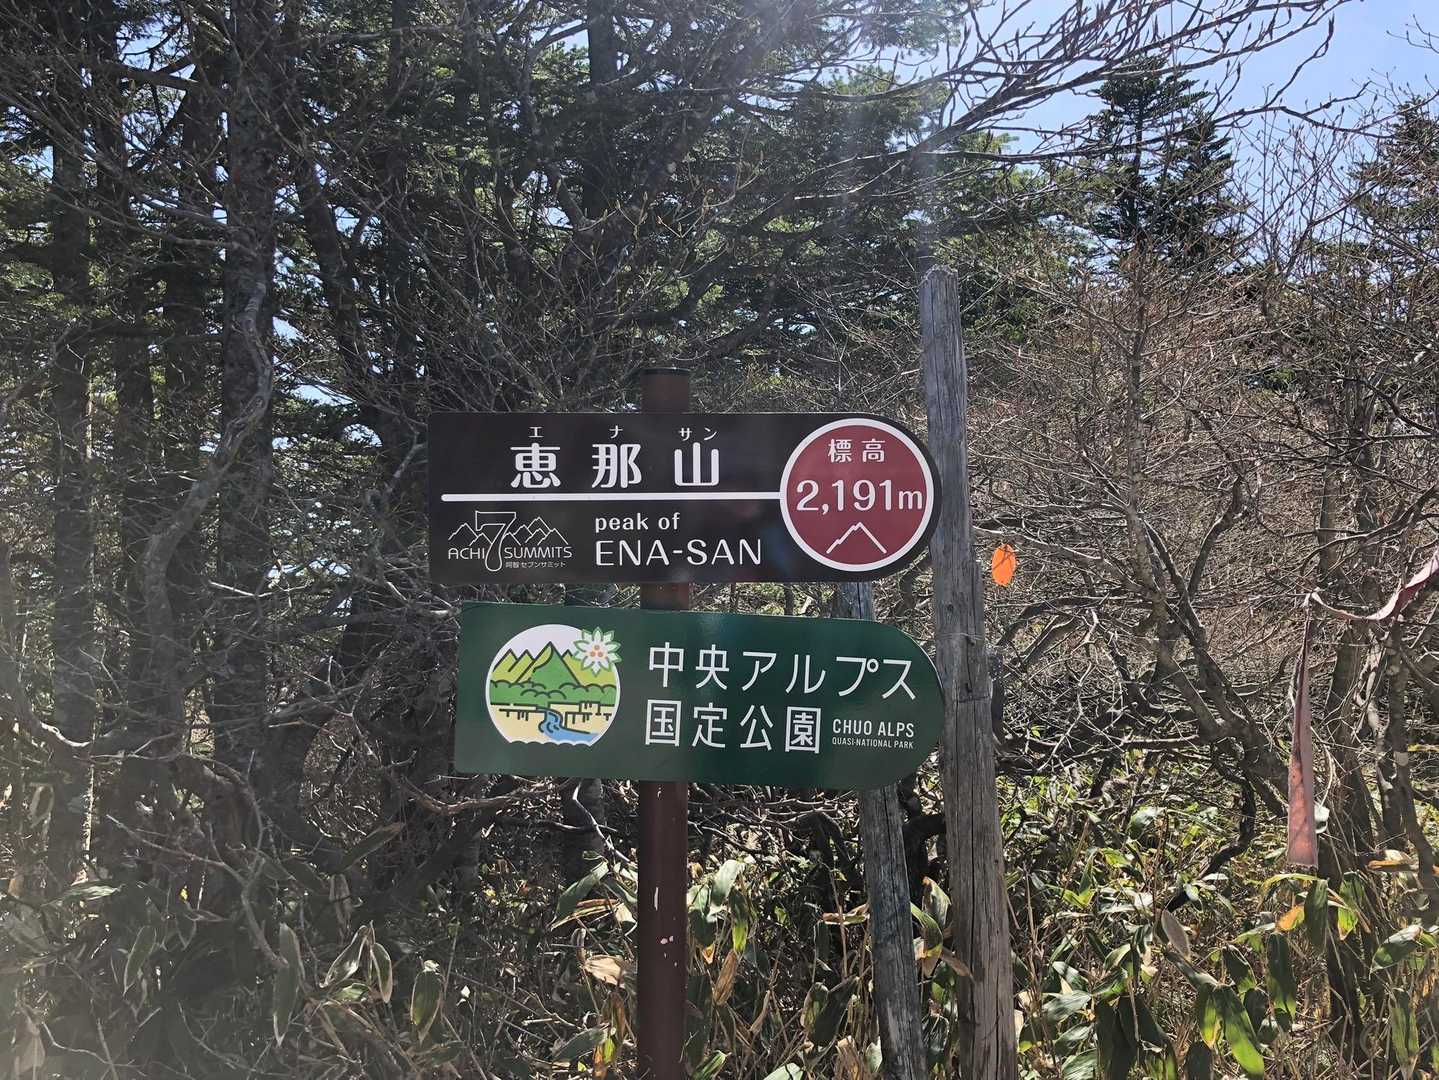 エナサン
恵那山
標高
2,191m
peak of
ENA-SAN
ACHI 7 SUMMITS
阿智セブンサミット
中央アルプス
国定公園
CHUO ALPS
QUASI-NATIONAL PARK